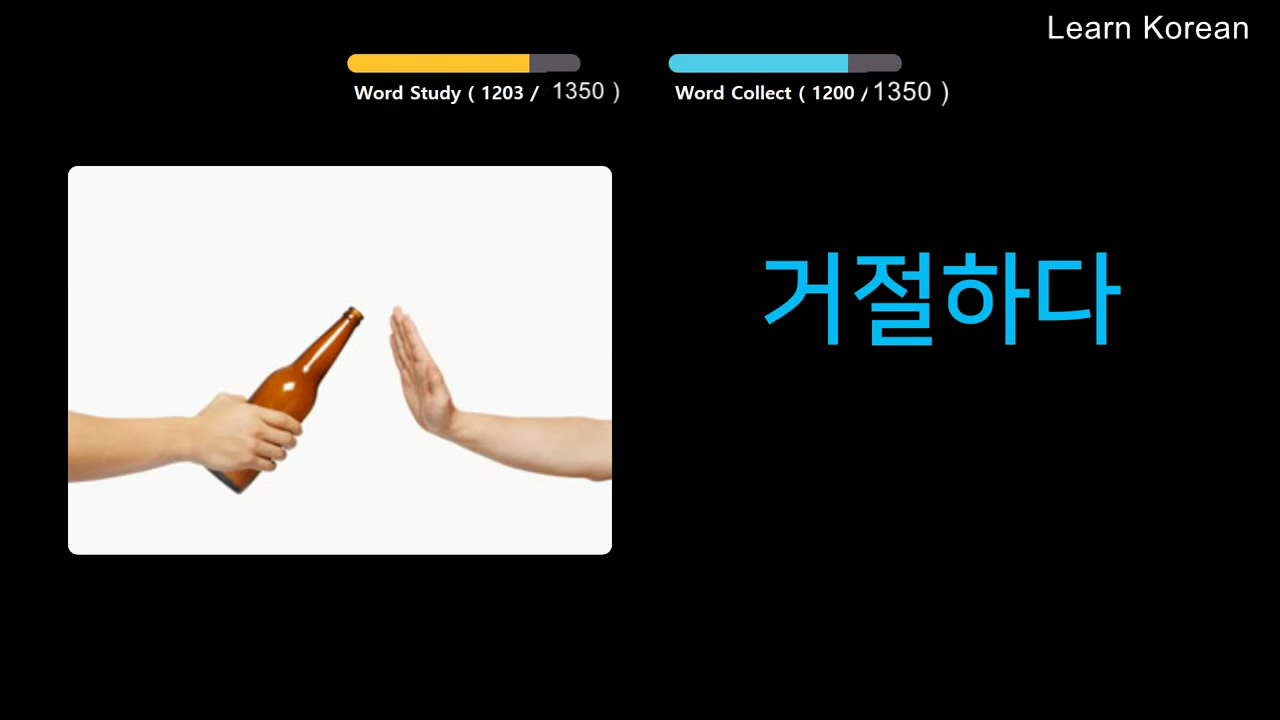 Learn Korean
Word Study ( 1203 / 1350 )
Word Collect ( 1200 / 1350 )
거절하다